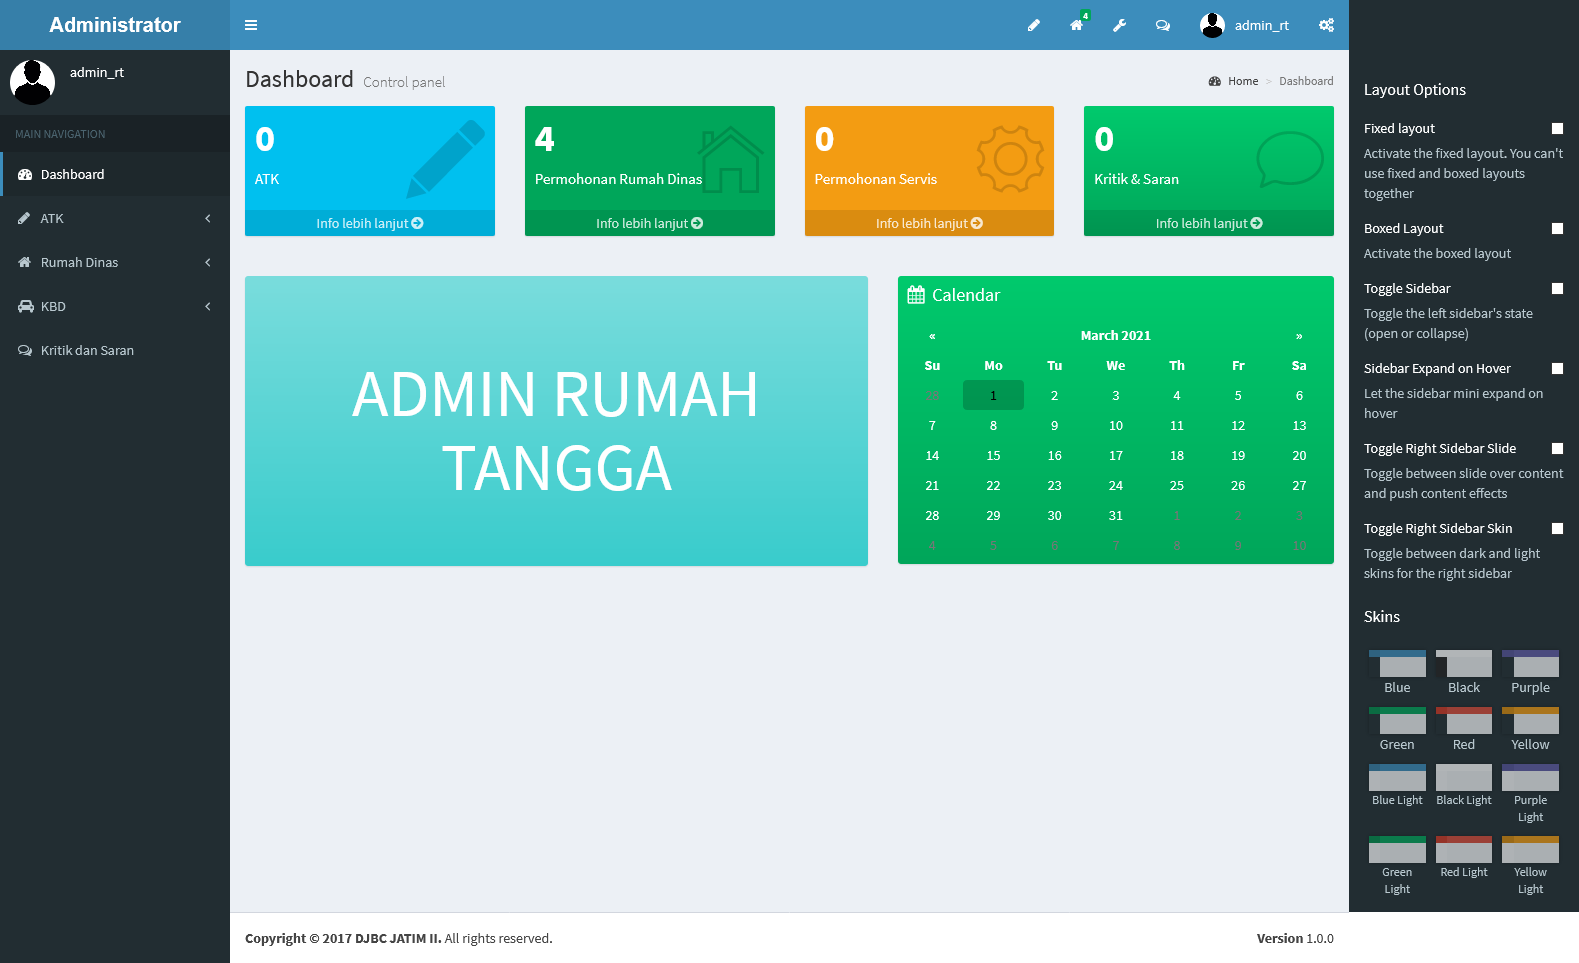 Administrator
4
admin_rt
admin_rt
MAIN NAVIGATION
Dashboard
ATK
Rumah Dinas
KBD
Kritik dan Saran
Dashboard Control panel
Home > Dashboard
0
ATK
Info lebih lanjut
4
Permohonan Rumah Dinas
Info lebih lanjut
0
Permohonan Servis
Info lebih lanjut
0
Kritik & Saran
Info lebih lanjut
ADMIN RUMAH
TANGGA
Calendar
« March 2021 »
Su Mo Tu We Th Fr Sa
28 1 2 3 4 5 6
7 8 9 10 11 12 13
14 15 16 17 18 19 20
21 22 23 24 25 26 27
28 29 30 31 1 2 3
4 5 6 7 8 9 10
Layout Options
Fixed layout
Activate the fixed layout. You can't
use fixed and boxed layouts
together
Boxed Layout
Activate the boxed layout
Toggle Sidebar
Toggle the left sidebar's state
(open or collapse)
Sidebar Expand on Hover
Let the sidebar mini expand on
hover
Toggle Right Sidebar Slide
Toggle between slide over content
and push content effects
Toggle Right Sidebar Skin
Toggle between dark and light
skins for the right sidebar
Skins
Blue Black Purple
Green Red Yellow
Blue Light Black Light Purple
Light
Green Red Light Yellow
Light Light
Copyright © 2017 DJBC JATIM II. All rights reserved.
Version 1.0.0